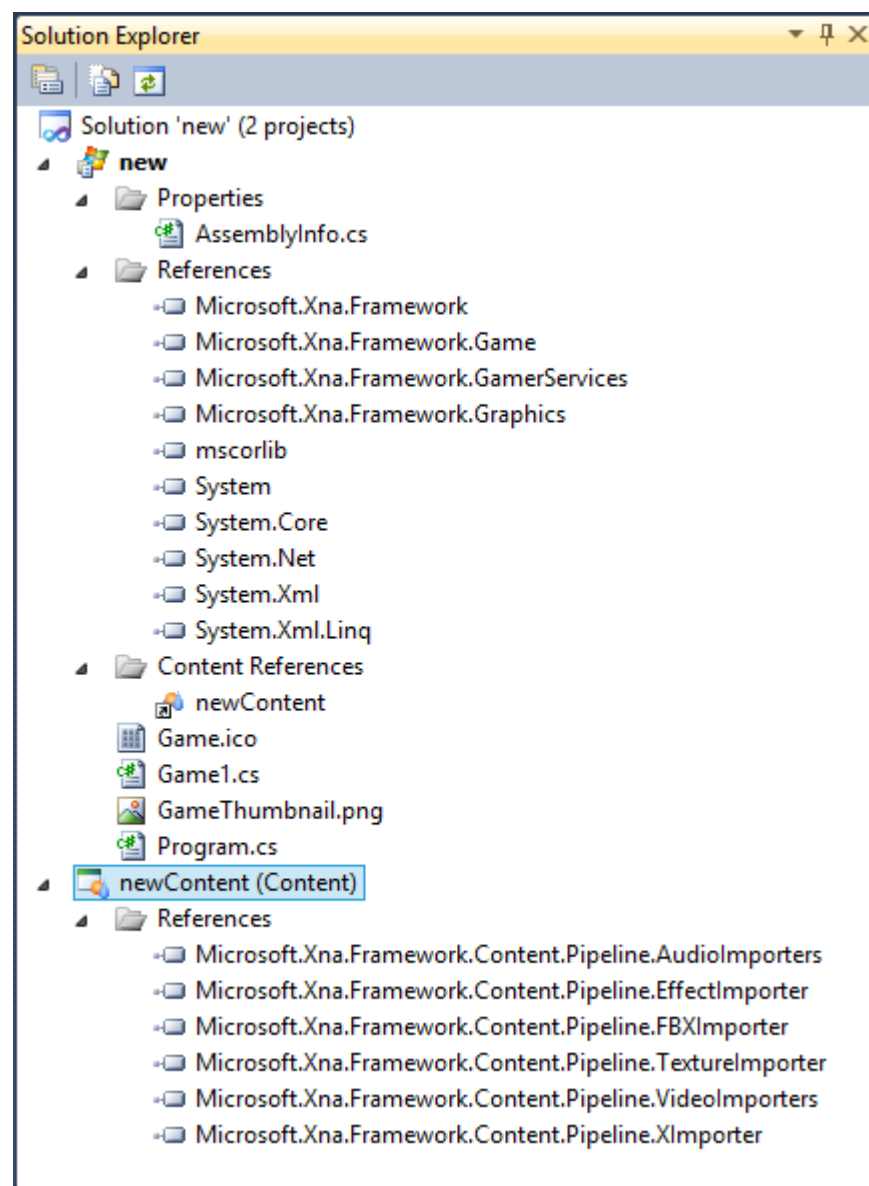 Solution Explorer
Solution 'new' (2 projects)
new
Properties
AssemblyInfo.cs
References
Microsoft.Xna.Framework
Microsoft.Xna.Framework.Game
Microsoft.Xna.Framework.GamerServices
Microsoft.Xna.Framework.Graphics
mscorlib
System
System.Core
System.Net
System.Xml
System.Xml.Linq
Content References
newContent
Game.ico
Game1.cs
GameThumbnail.png
Program.cs
newContent (Content)
References
Microsoft.Xna.Framework.Content.Pipeline.AudioImporters
Microsoft.Xna.Framework.Content.Pipeline.EffectImporter
Microsoft.Xna.Framework.Content.Pipeline.FBXImporter
Microsoft.Xna.Framework.Content.Pipeline.TextureImporter
Microsoft.Xna.Framework.Content.Pipeline.VideoImporters
Microsoft.Xna.Framework.Content.Pipeline.XImporter